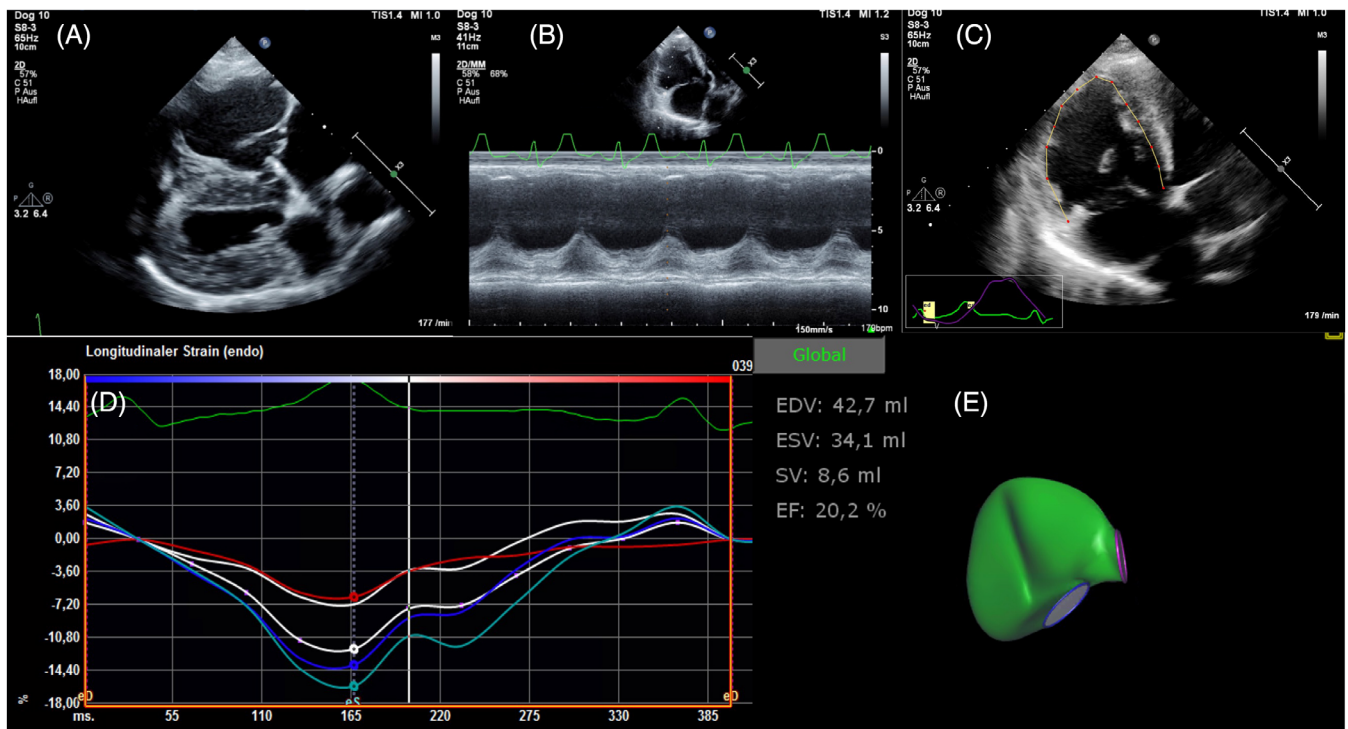 Dog 10
S8-3
65Hz
10cm
2D
57%
C 51
P Aus
HAufl
(A)
TIS1.4 MI 1.0
M3
P
X3
G
P R
3.2 6.4
177 /min
Dog 10
S8-3
41Hz
11cm
2D/MM
58% 68%
C 51
P Aus
HAufl
(B)
TIS1.4 MI 1.2
S3
P
X3
0
5
10
150mm/s
179bpm
Dog 10
S8-3
65Hz
10cm
2D
57%
C 51
P Aus
HAufl
(C)
TIS1.4 MI 1.0
M3
P
X3
G
P R
3.2 6.4
ed
V
179 /min
Longitudinaler Strain (endo)
039
(D)
18,00
14,40
10,80
7,20
3,60
0,00
-3,60
-7,20
-10,80
-14,40
-18,00
%
eD
eS
eD
ms.
55
110
165
220
275
330
385
Global
EDV: 42,7 ml
ESV: 34,1 ml
SV: 8,6 ml
EF: 20,2 %
(E)